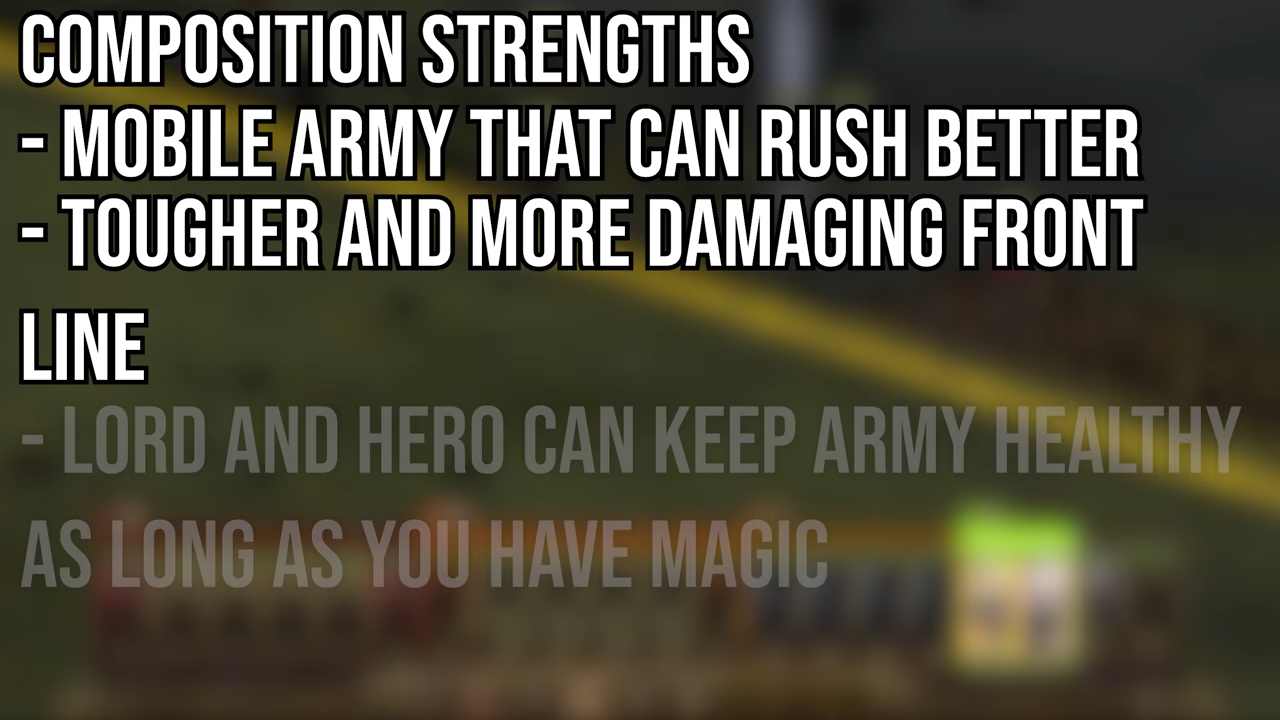 COMPOSITION STRENGTHS
- MOBILE ARMY THAT CAN RUSH BETTER
- TOUGHER AND MORE DAMAGING FRONT
LINE
- LORD AND HERO CAN KEEP ARMY HEALTHY
AS LONG AS YOU HAVE MAGIC